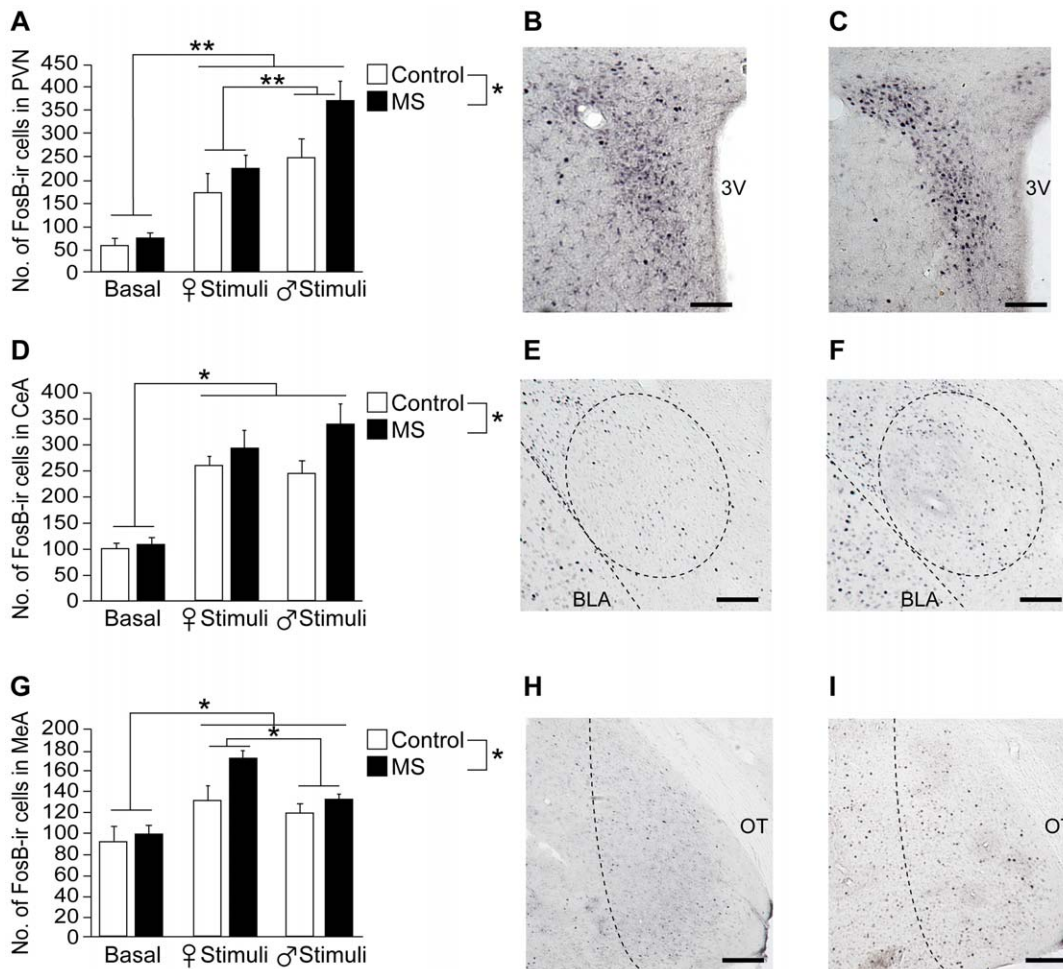 A
No. of FosB-ir cells in PVN
450
400
350
300
250
200
150
100
50
0
**
**
Control
MS
*
Basal
♀ Stimuli
♂ Stimuli
B
3V
C
3V
D
No. of FosB-ir cells in CeA
400
350
300
250
200
150
100
50
0
*
Control
MS
*
Basal
♀ Stimuli
♂ Stimuli
E
BLA
F
BLA
G
No. of FosB-ir cells in MeA
200
180
160
140
120
100
80
60
40
20
0
*
*
Control
MS
*
Basal
♀ Stimuli
♂ Stimuli
H
OT
I
O